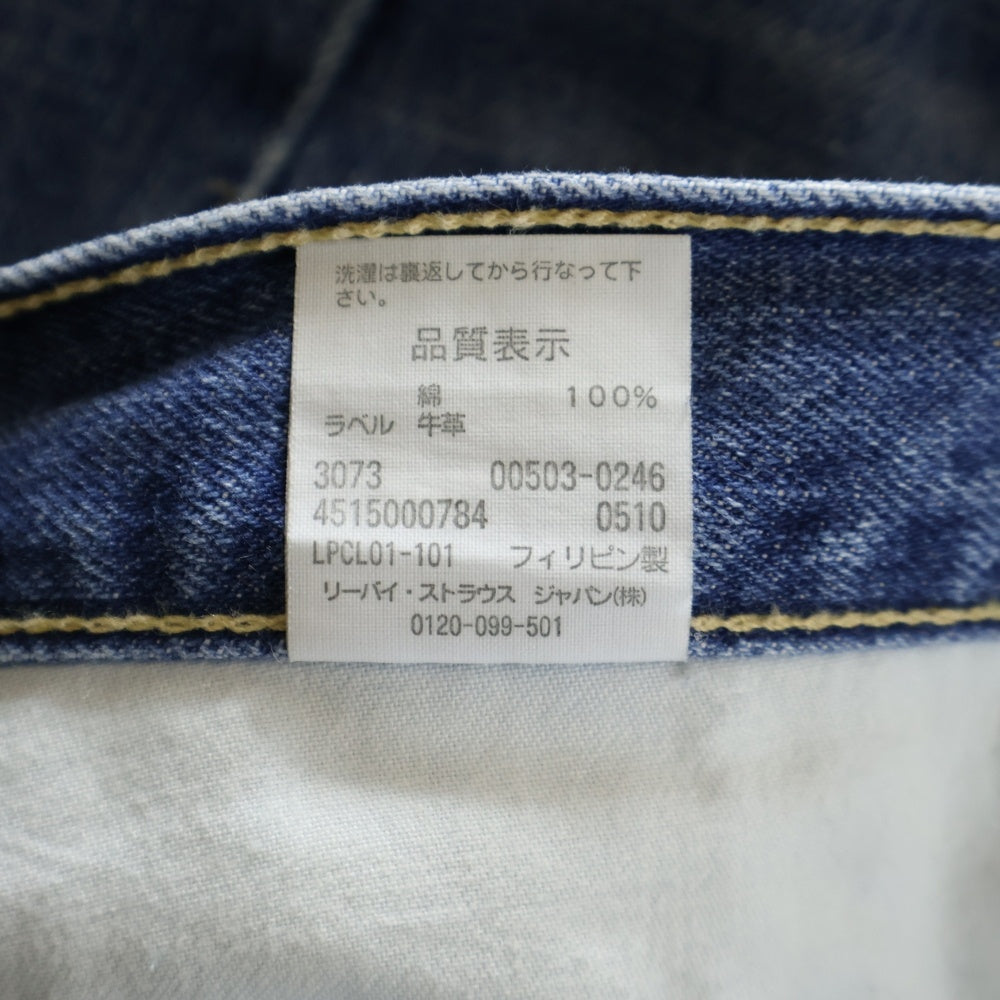 洗濯は裏返してから行なって下
さい。
品質表示
綿 100%
ラベル 牛革
3073 00503-0246
4515000784 0510
LPCL01-101 フィリピン製
リーバイ・ストラウス ジャパン(株)
0120-099-501